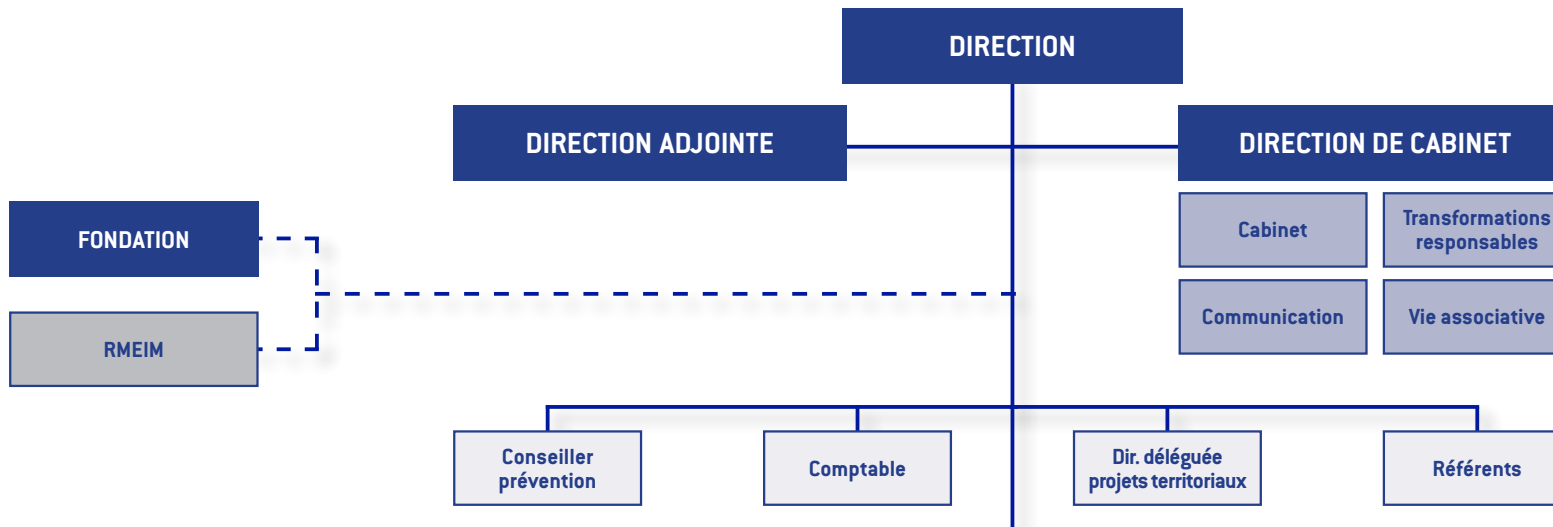 DIRECTION
DIRECTION ADJOINTE
DIRECTION DE CABINET
FONDATION
RMEIM
Cabinet
Transformations
responsables
Communication
Vie associative
Conseiller
prévention
Comptable
Dir. déléguée
projets territoriaux
Référents